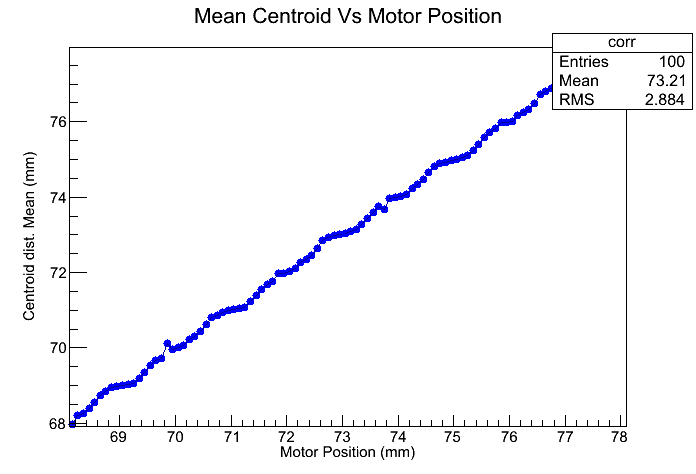 Mean Centroid Vs Motor Position
corr
Entries 100
Mean 73.21
RMS 2.884
Centroid dist. Mean (mm)
76
74
72
70
68
69 70 71 72 73 74 75 76 77 78
Motor Position (mm)